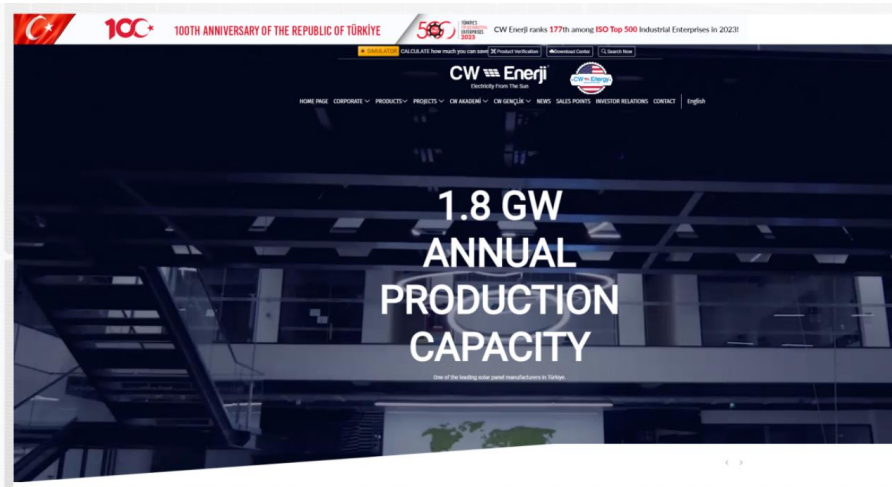 100
100TH ANNIVERSARY OF THE REPUBLIC OF TÜRKİYE
500
2023
CW Enerji ranks 177th among ISO Top 500 Industrial Enterprises in 2023!
SIMULATOR CALCULATE how much you can save
Product Verification
Download Center
Search Now
CW Enerji
Electricity From The Sun
CW Energy
HOME PAGE CORPORATE PRODUCTS PROJECTS CW AKADEMİ CW GENÇLİK NEWS SALES POINTS INVESTOR RELATIONS CONTACT English
1.8 GW
ANNUAL
PRODUCTION
CAPACITY
One of the leading solar panel manufacturers in Türkiye